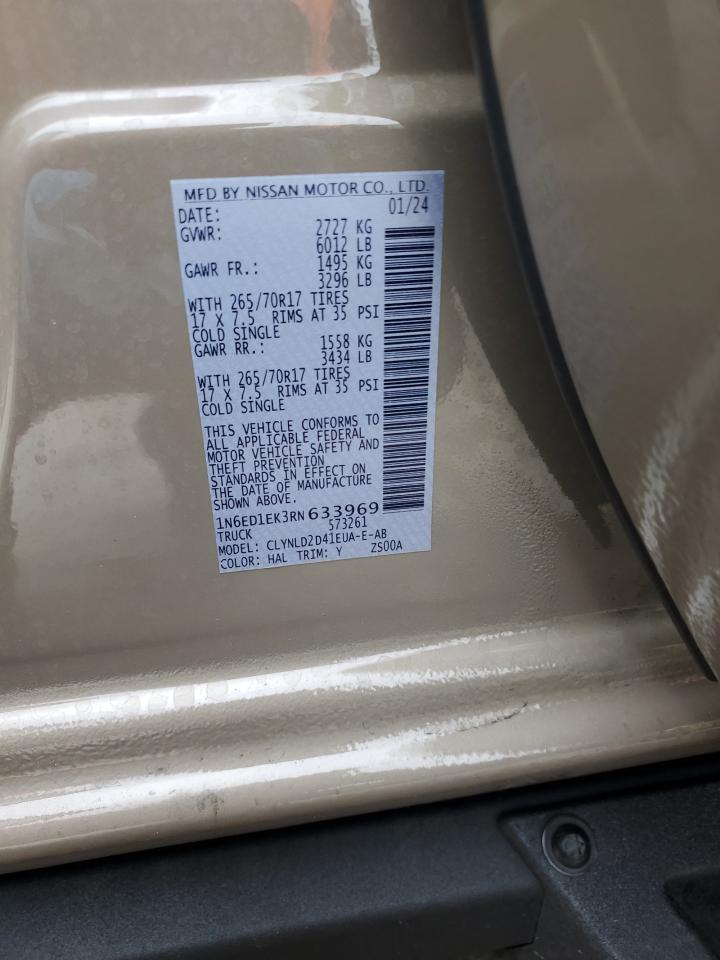 MFD BY NISSAN MOTOR CO., LTD.
DATE: 01/24
GVWR: 2727 KG
6012 LB
GAWR FR.: 1495 KG
3296 LB
WITH 265/70R17 TIRES
17 X 7.5 RIMS AT 35 PSI
COLD SINGLE
GAWR RR.: 1558 KG
3434 LB
WITH 265/70R17 TIRES
17 X 7.5 RIMS AT 35 PSI
COLD SINGLE
THIS VEHICLE CONFORMS TO
ALL APPLICABLE FEDERAL
MOTOR VEHICLE SAFETY AND
THEFT PREVENTION
STANDARDS IN EFFECT ON
THE DATE OF MANUFACTURE
SHOWN ABOVE.
1N6ED1EK3RN633969
TRUCK 573261
MODEL: CLYNLD2D41EUA-E-AB
COLOR: HAL TRIM: Y ZS00A